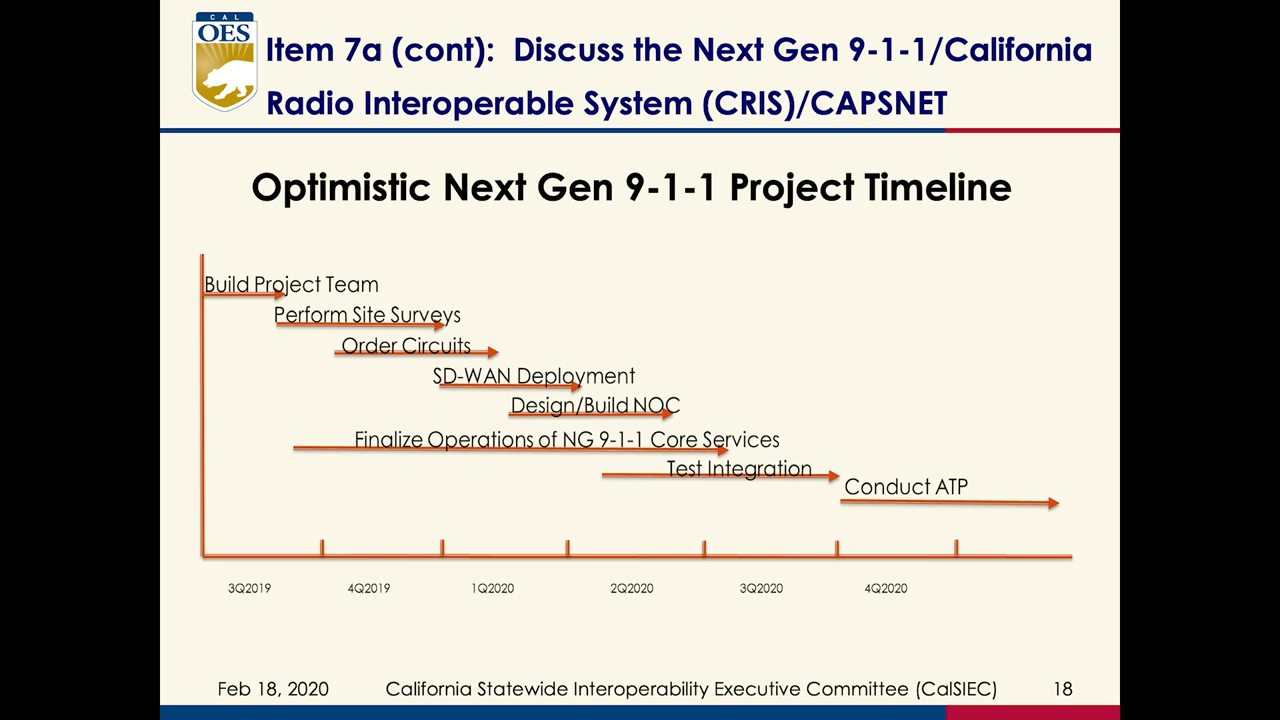 CAL
OES
Item 7a (cont):  Discuss the Next Gen 9-1-1/California
Radio Interoperable System (CRIS)/CAPSNET
Optimistic Next Gen 9-1-1 Project Timeline
Build Project Team
Perform Site Surveys
Order Circuits
SD-WAN Deployment
Design/Build NOC
Finalize Operations of NG 9-1-1 Core Services
Test Integration
Conduct ATP
3Q2019 4Q2019 1Q2020 2Q2020 3Q2020 4Q2020
Feb 18, 2020 California Statewide Interoperability Executive Committee (CalSIEC) 18